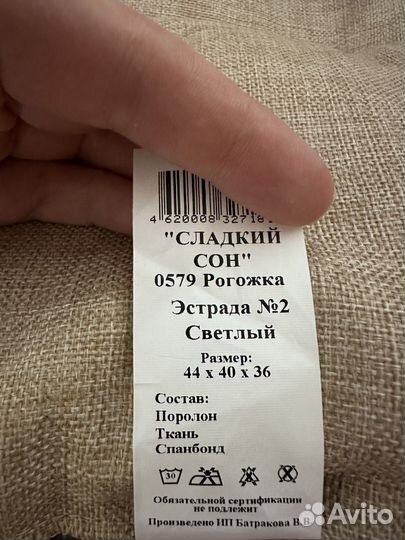 4 620008 32718
"СЛАДКИЙ
СОН"
0579 Рогожка
Эстрада №2
Светлый
Размер:
44 x 40 x 36
Состав:
Поролон
Ткань
Спанбонд
30
Обязательной сертификации
не подлежит
Произведено ИП Батракова В.В
Avito